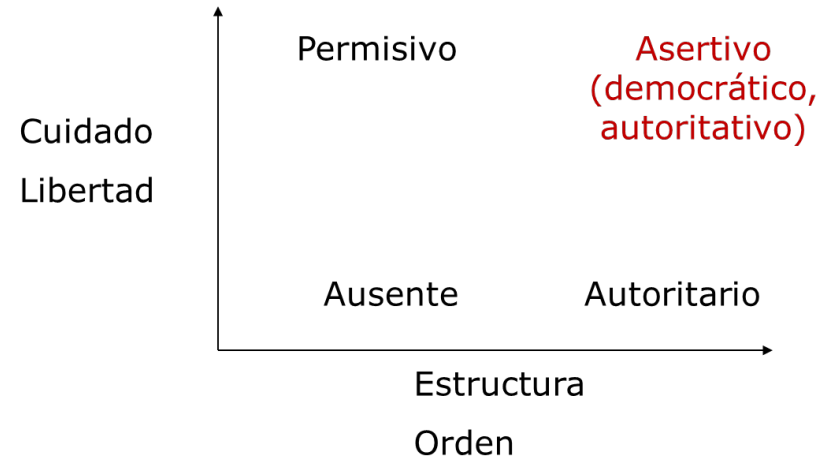 Permisivo
Asertivo
(democrático,
autoritativo)
Cuidado
Libertad
Ausente
Autoritario
Estructura
Orden